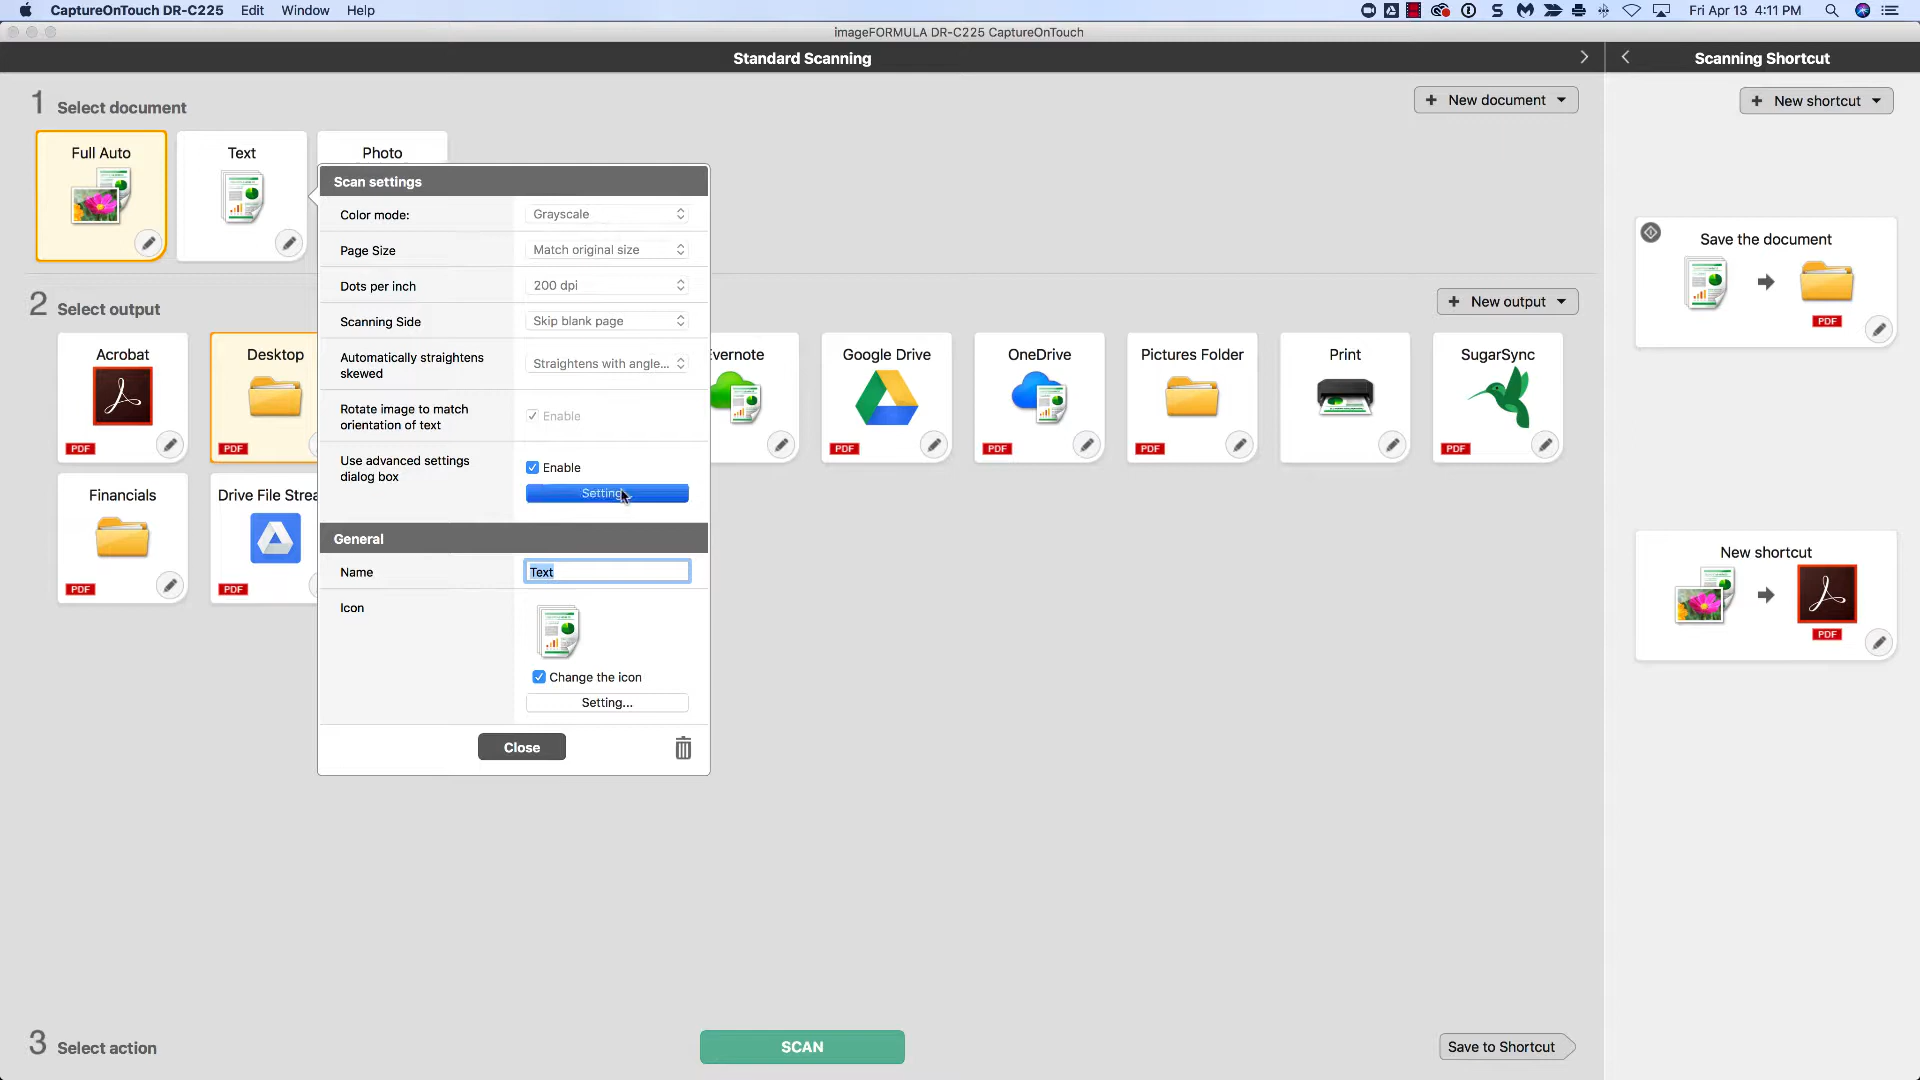 CaptureOnTouch DR-C225 Edit Window Help
Fri Apr 13 4:11 PM
imageFORMULA DR-C225 CaptureOnTouch
Standard Scanning
Scanning Shortcut
1 Select document
+ New document
+ New shortcut
Full Auto
Text
Photo
Scan settings
Color mode: Grayscale
Page Size Match original size
Dots per inch 200 dpi
Scanning Side Skip blank page
Automatically straightens
skewed
Straightens with angle...
Rotate image to match
orientation of text
Enable
Use advanced settings
dialog box
Enable
General
Name Text
Icon
Change the icon
Setting...
Close
2 Select output
+ New output
Acrobat
PDF
Desktop
PDF
Google Drive
PDF
OneDrive
PDF
Pictures Folder
PDF
Print
SugarSync
PDF
Financials
PDF
PDF
Save the document
PDF
New shortcut
PDF
3 Select action
SCAN
Save to Shortcut